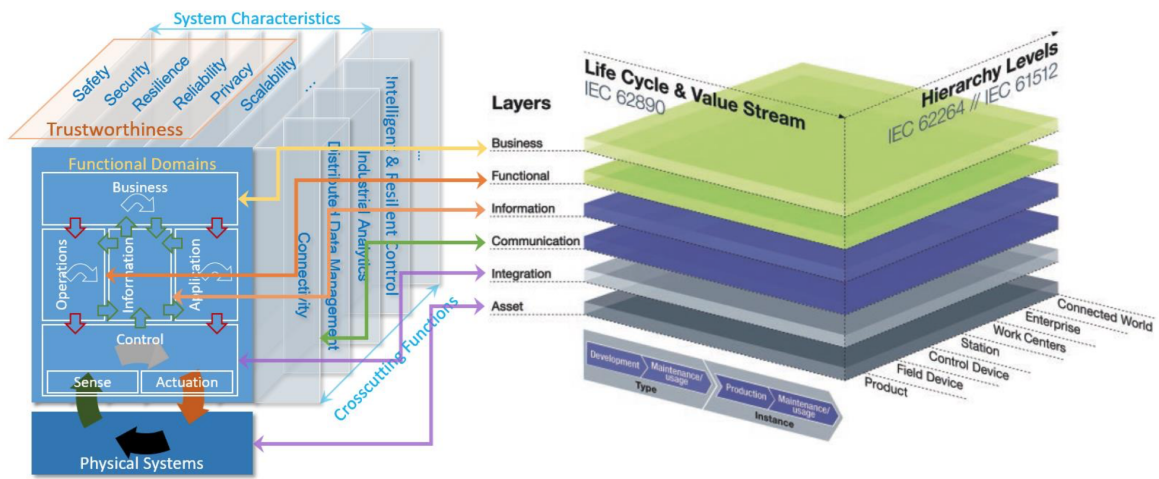 System Characteristics
Safety
Security
Resilience
Reliability
Privacy
Scalability
...
Trustworthiness
Functional Domains
Business
Operations
Information
Application
Control
Sense
Actuation
Physical Systems
Connectivity
Distributed Data Management
Industrial Analytics
Intelligent & Resilient Control
...
Crosscutting Functions
Layers
Business
Functional
Information
Communication
Integration
Asset
Life Cycle & Value Stream
IEC 62890
Hierarchy Levels
IEC 62264 // IEC 61512
Connected World
Enterprise
Work Centers
Station
Control Device
Field Device
Product
Development
Maintenance/
usage
Type
Production
Maintenance/
usage
Instance